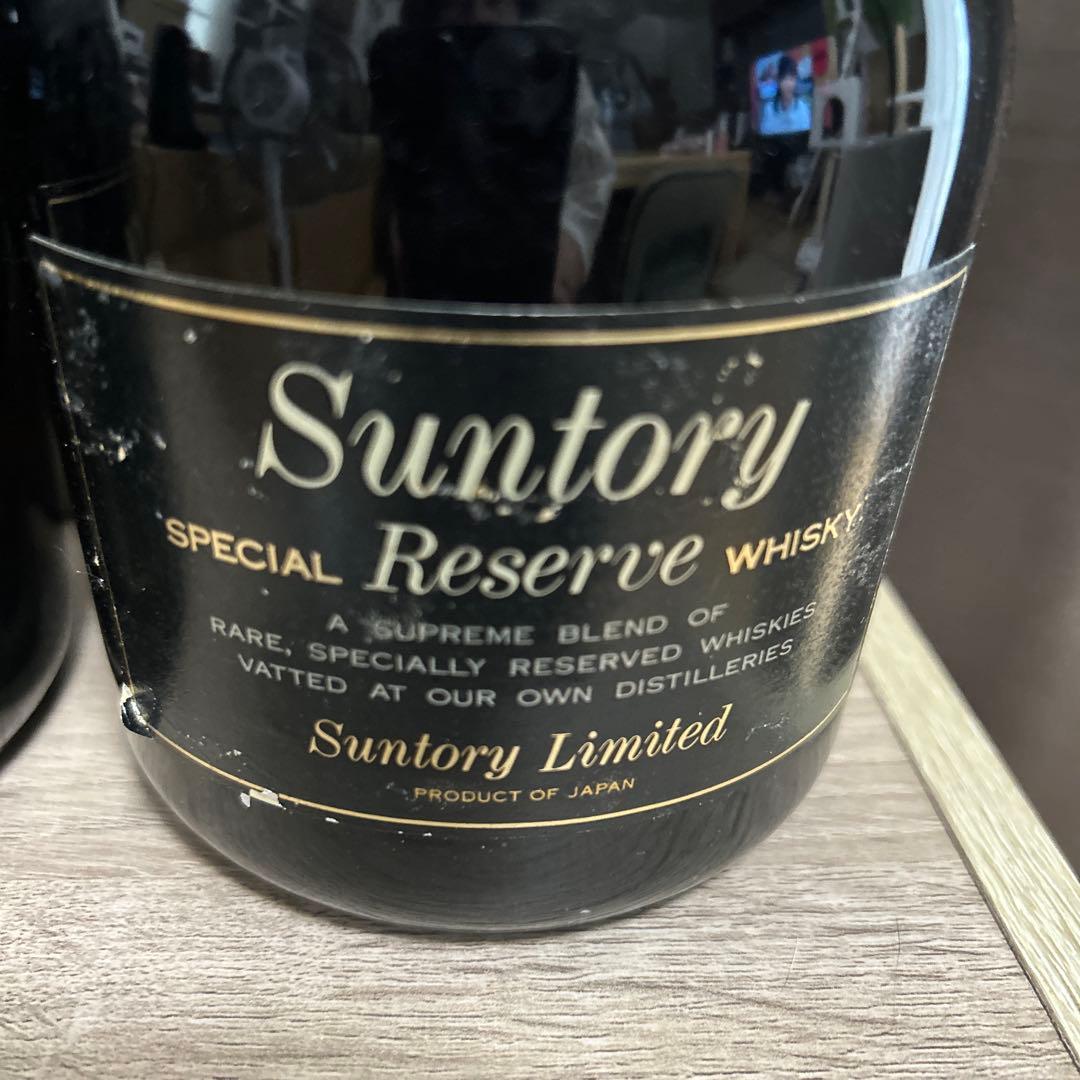 Suntory
SPECIAL Reserve WHISKY
A SUPREME BLEND OF
RARE, SPECIALLY RESERVED WHISKIES
VATTED AT OUR OWN DISTILLERIES
Suntory Limited
PRODUCT OF JAPAN